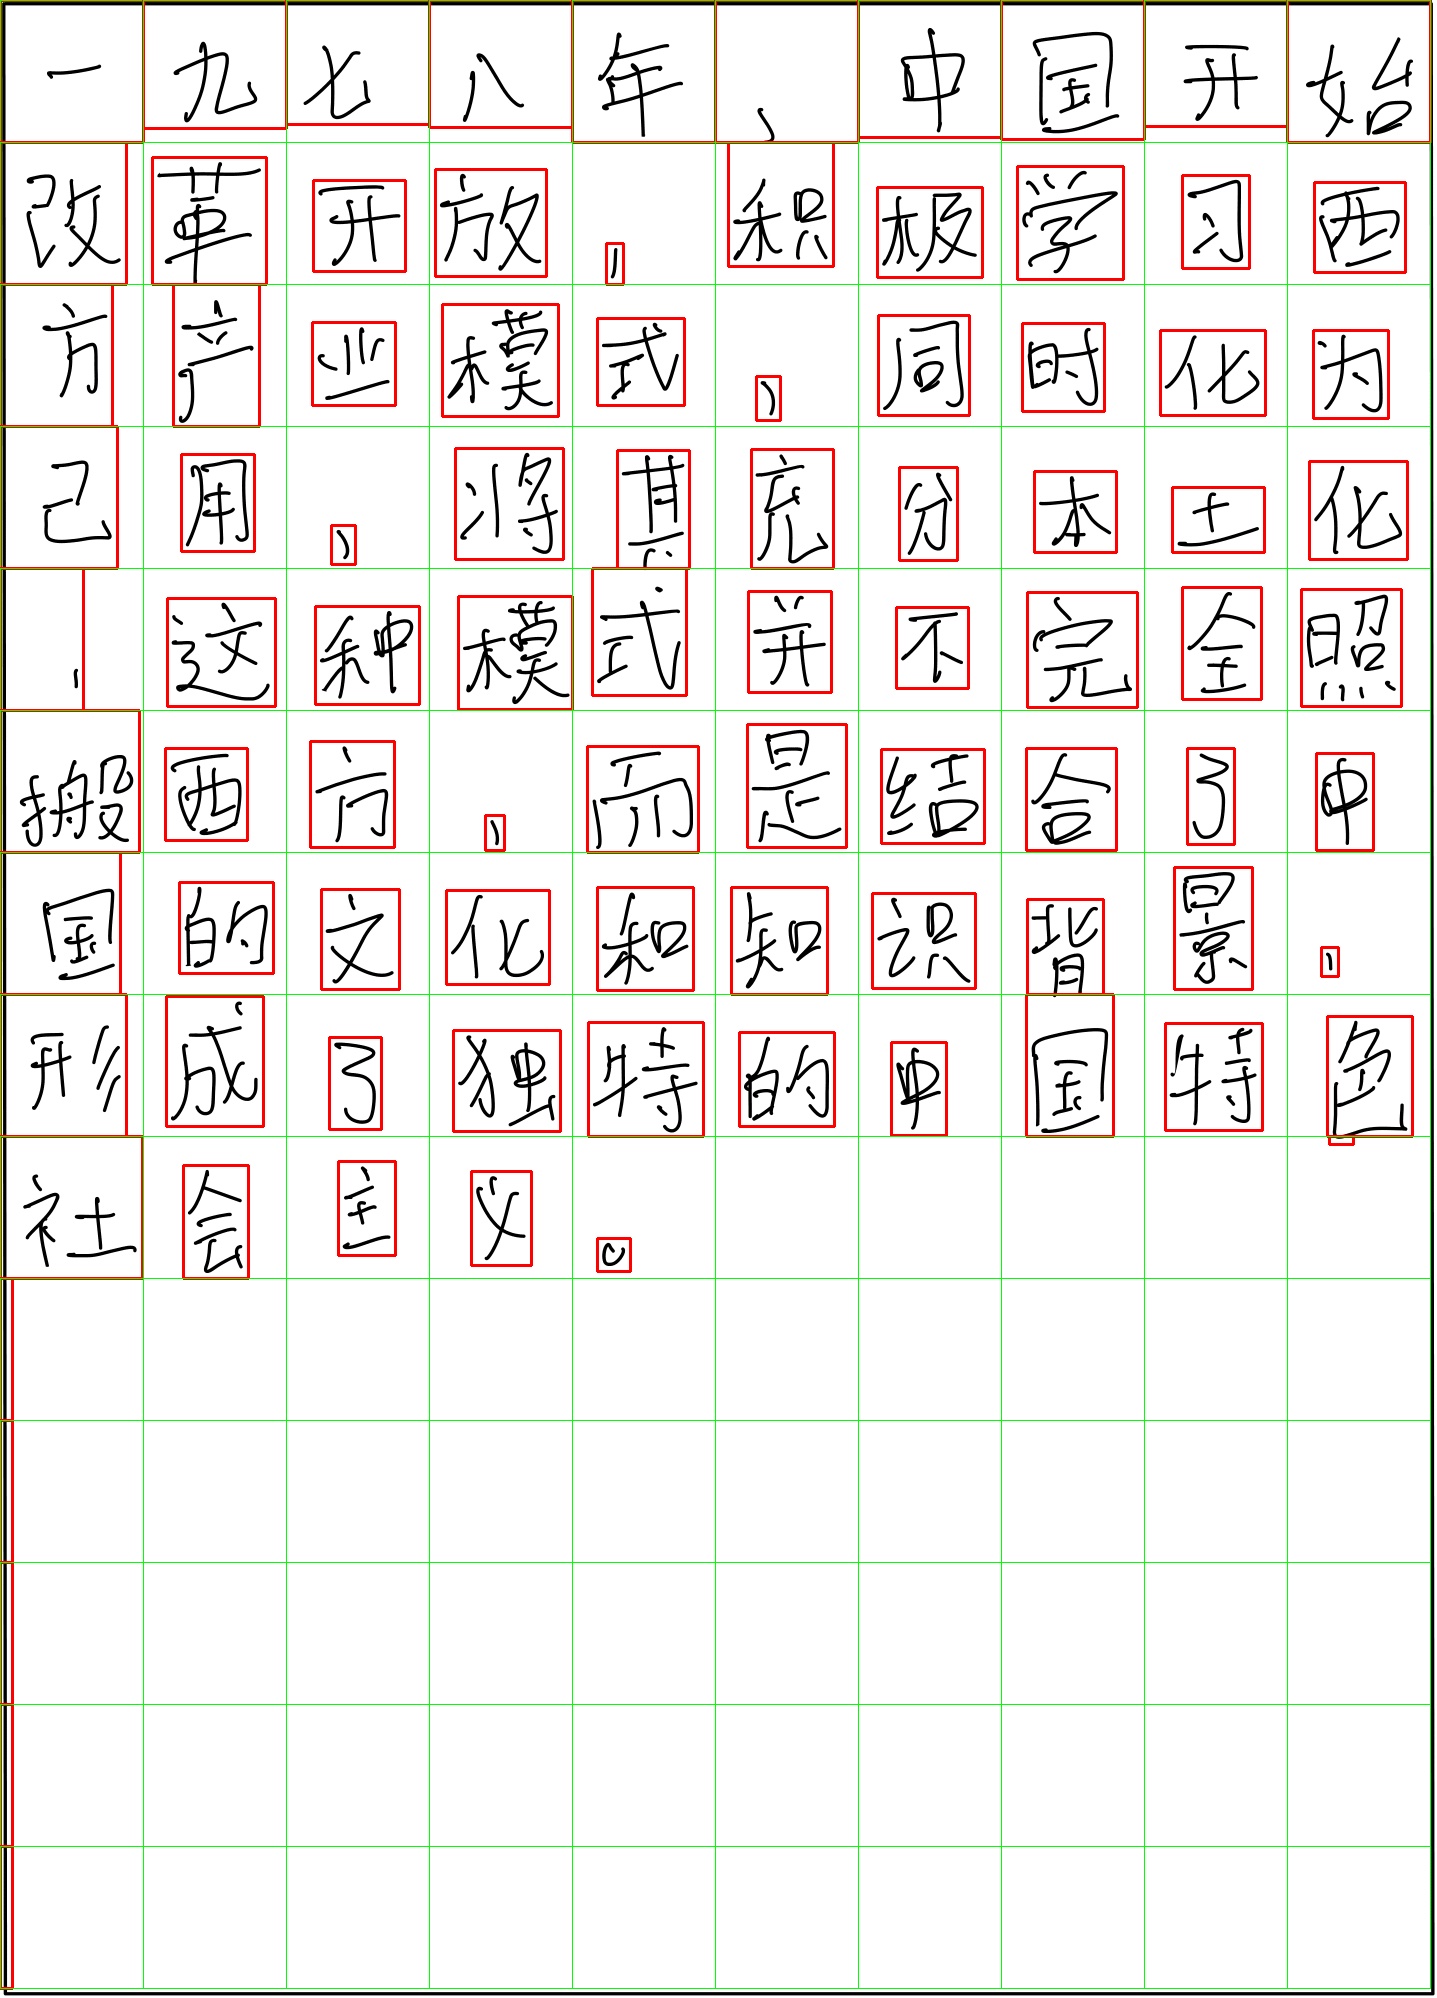 一九七八年，中国开始
改革开放，积极学习西
方产业模式，同时化为
己用，将其充分本土化
，这种模式并不完全照
搬西方，而是结合了中
国的文化和知识背景，
形成了独特的中国特色
社会主义。